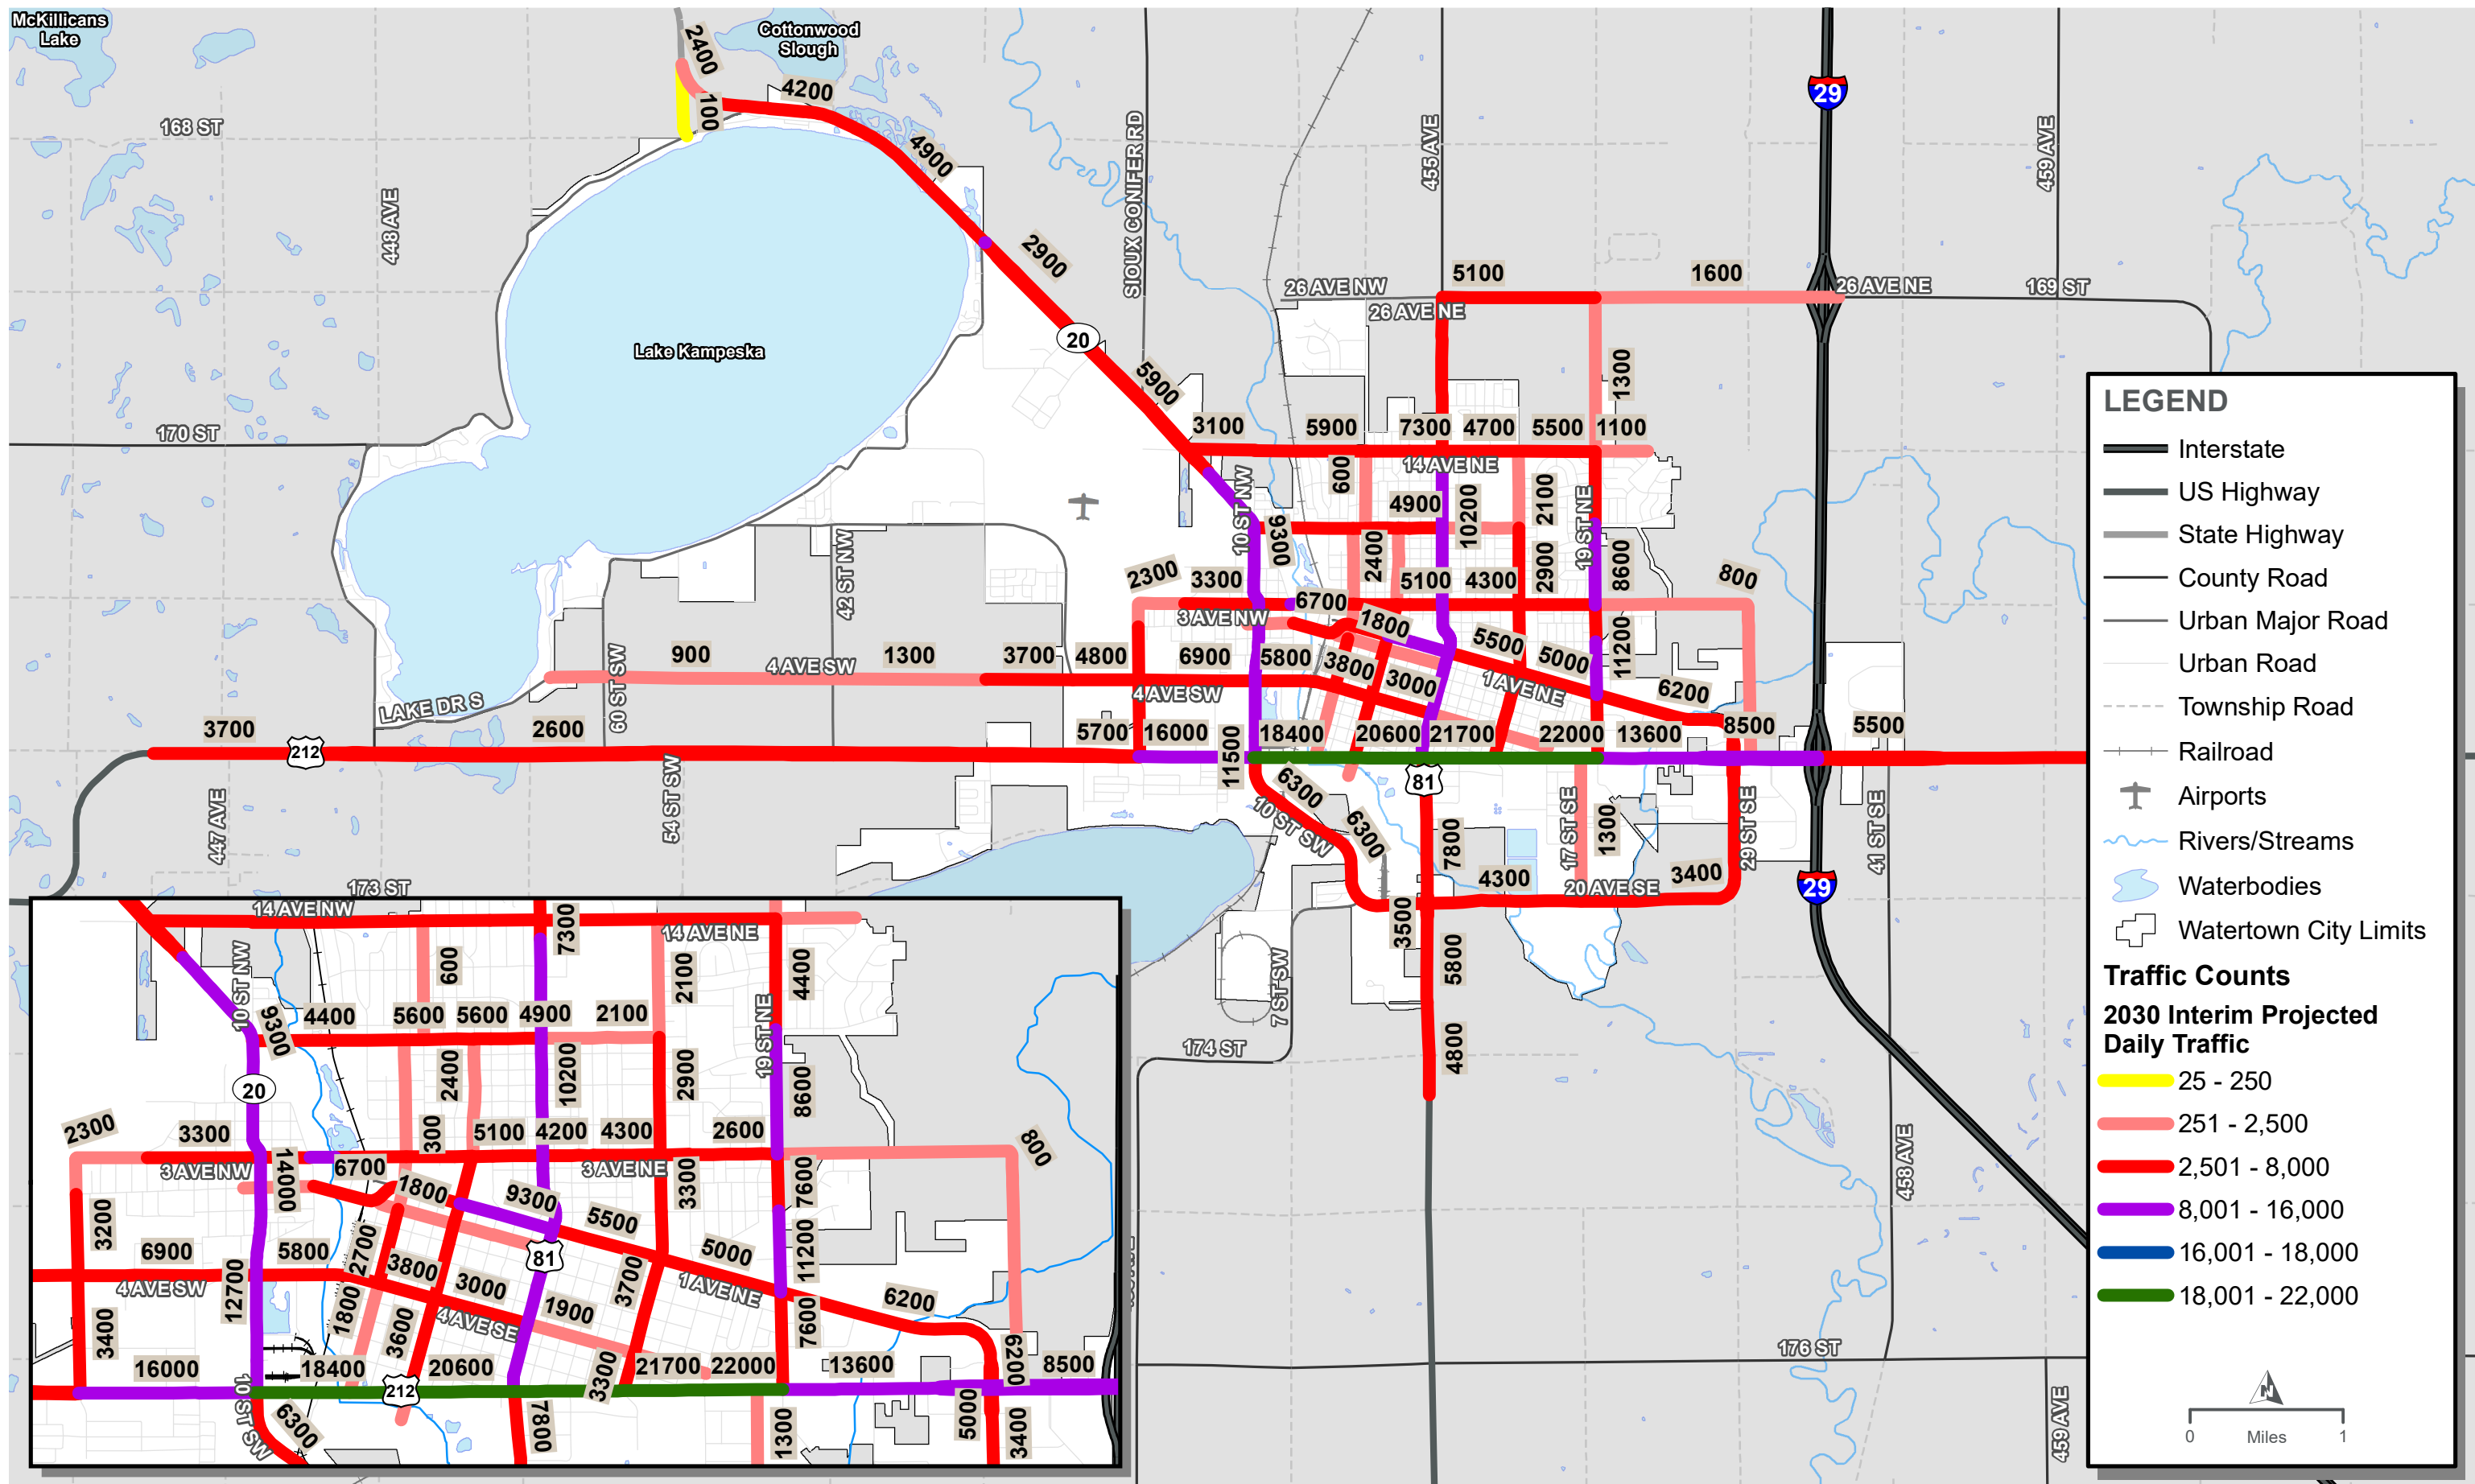 McKillicans
Lake
Cottonwood
Slough
2400
100
4200
4900
2900
5900
168 ST
448 AVE
SIOUX CONIFER RD
455 AVE
29
459 AVE
Lake Kampeska
20
26 AVE NW
5100
1600
26 AVE NE
26 AVE NE
169 ST
170 ST
3100
5900
7300
4700
5500
1100
1300
14 AVE NE
600
4900
10200
2100
19 ST NE
10 ST NW
9300
2400
2900
8600
42 ST NW
2300
3300
5100
4300
800
3 AVE NW
6700
1800
5500
5000
11200
60 ST SW
900
4 AVE SW
1300
3700
4800
6900
5800
3800
3000
4 AVE SW
1 AVE NE
6200
LAKE DR S
3700
212
2600
5700
16000
11500
18400
20600
21700
22000
13600
8500
5500
81
447 AVE
54 ST SW
6300
10 ST SW
6300
7800
17 ST SE
1300
29 ST SE
41 ST SE
173 ST
4300
20 AVE SE
3400
29
3500
5800
7 ST SW
174 ST
4800
458 AVE
176 ST
459 AVE
14 AVE NW
7300
14 AVE NE
10 ST NW
600
2100
4400
9300
4400
5600
5600
4900
2100
19 ST NE
20
2400
10200
2900
8600
2300
3300
300
5100
4200
4300
2600
800
3 AVE NW
14000
6700
3 AVE NE
3300
7600
1800
9300
5500
3200
6900
5800
2700
3800
81
5000
11200
4 AVE SW
12700
3000
3700
1 AVE NE
6200
1800
3600
4 AVE SE
1900
7600
3400
16000
18400
212
20600
3300
21700
22000
13600
6200
8500
10 ST SW
6300
7800
1300
5000
3400
LEGEND
Interstate
US Highway
State Highway
County Road
Urban Major Road
Urban Road
Township Road
Railroad
Airports
Rivers/Streams
Waterbodies
Watertown City Limits
Traffic Counts
2030 Interim Projected
Daily Traffic
25 - 250
251 - 2,500
2,501 - 8,000
8,001 - 16,000
16,001 - 18,000
18,001 - 22,000
N
0 Miles 1